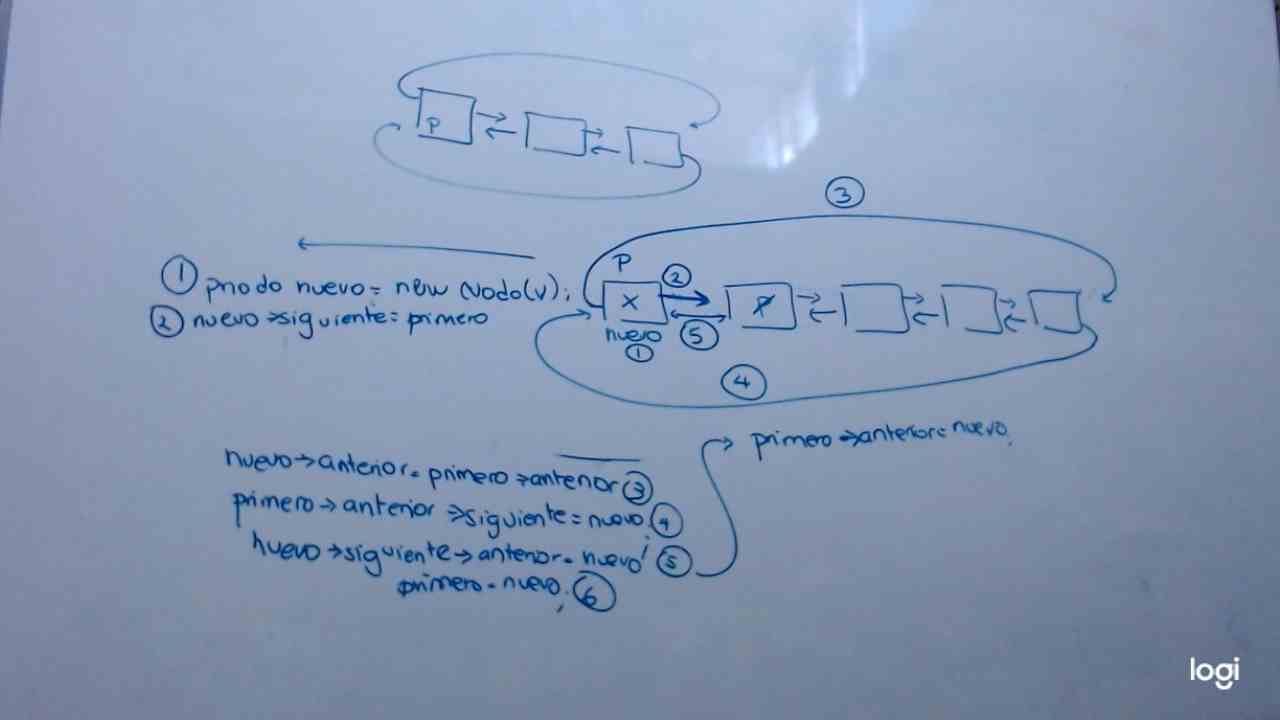 P
③
① pnodo nuevo = new Nodo(v);
② nuevo→siguiente = primero
P
②
X
P
nuevo
①
⑤
④
primero→anterior = nuevo;
nuevo→anterior = primero→anterior ③
primero→anterior→siguiente = nuevo; ④
nuevo→siguiente→anterior = nuevo; ⑤
primero = nuevo; ⑥
logi